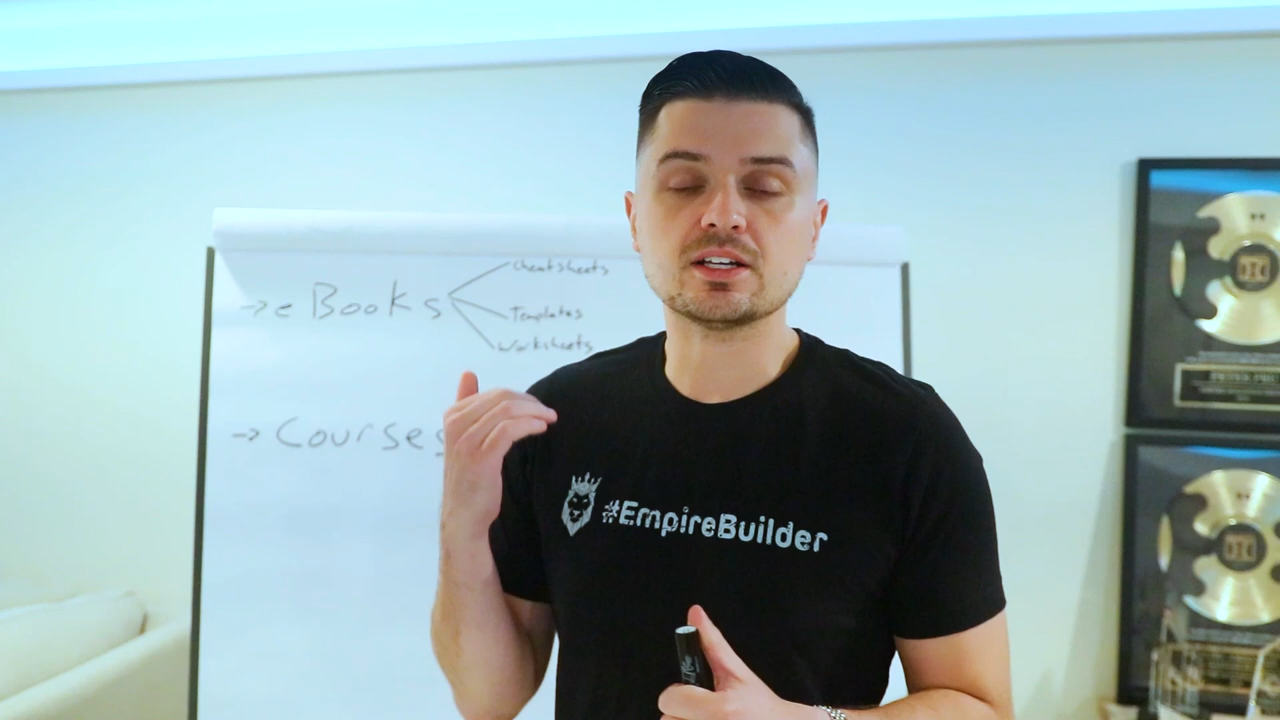 → eBooks
cheatsheets
Templates
worksheets
→ Courses
#EmpireBuilder